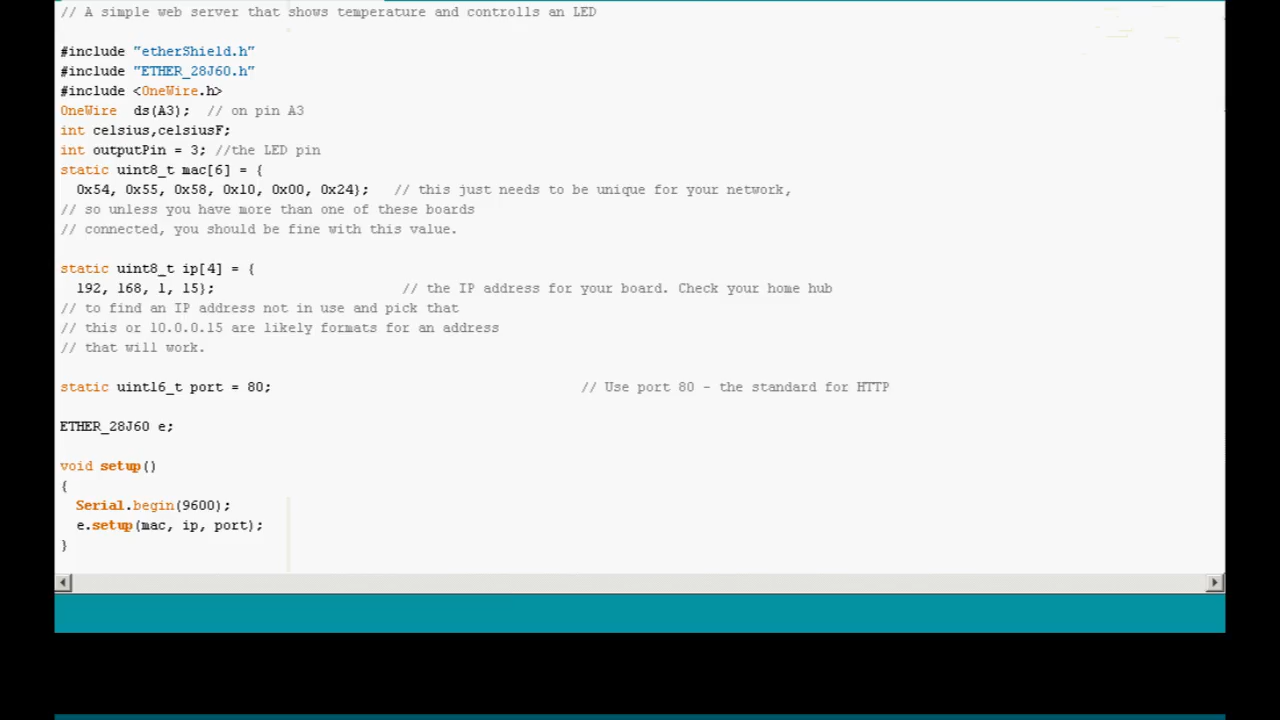 // A simple web server that shows temperature and controlls an LED
#include "etherShield.h"
#include "ETHER_28J60.h"
#include <OneWire.h>
OneWire  ds(A3);  // on pin A3
int celsius,celsiusF;
int outputPin = 3; //the LED pin
static uint8_t mac[6] = {
  0x54, 0x55, 0x58, 0x10, 0x00, 0x24};   // this just needs to be unique for your network,
// so unless you have more than one of these boards
// connected, you should be fine with this value.
static uint8_t ip[4] = {
  192, 168, 1, 15};                       // the IP address for your board. Check your home hub
// to find an IP address not in use and pick that
// this or 10.0.0.15 are likely formats for an address
// that will work.
static uint16_t port = 80;                                      // Use port 80 - the standard for HTTP
ETHER_28J60 e;
void setup()
{
  Serial.begin(9600);
  e.setup(mac, ip, port);
}